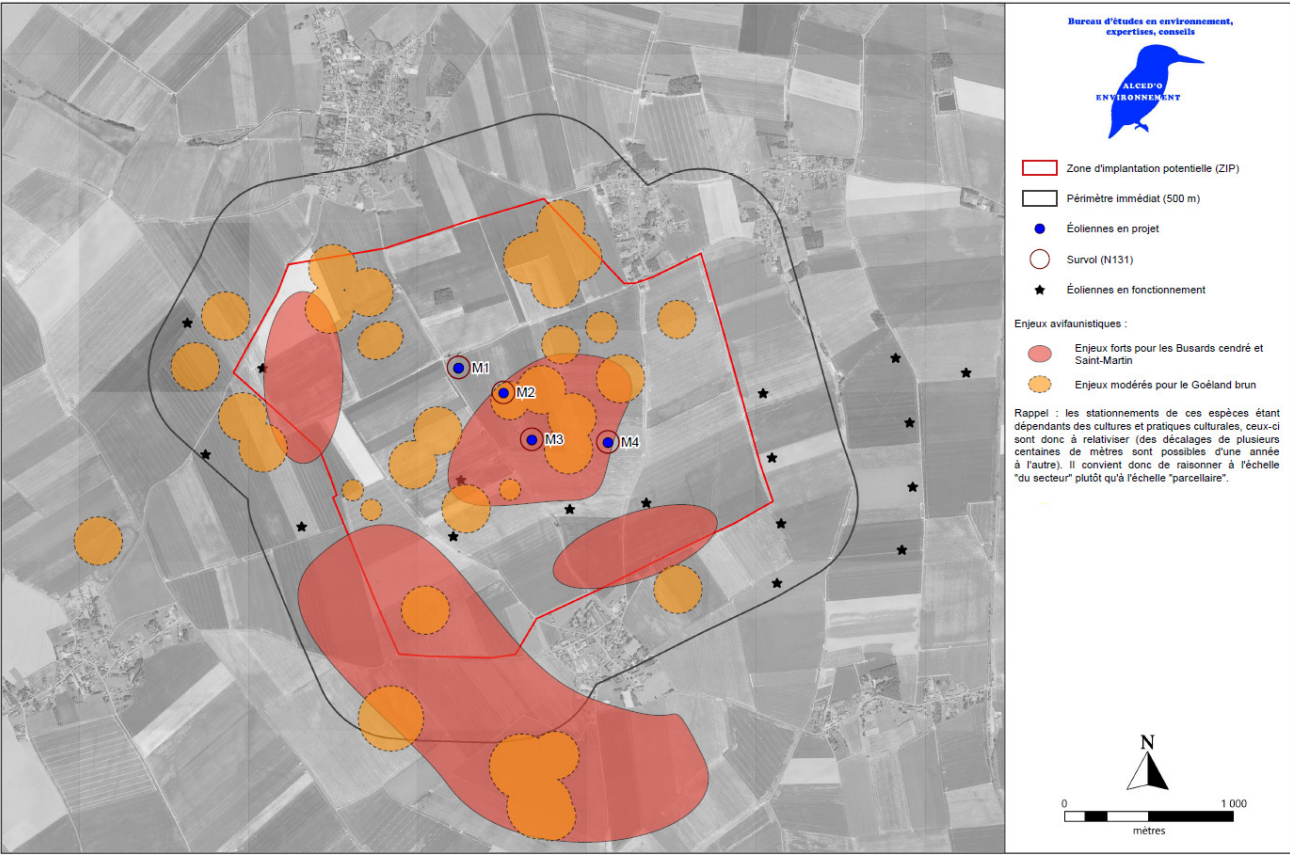 Bureau d'études en environnement,
expertises, conseils
ALCED'O
ENVIRONNEMENT
Zone d'implantation potentielle (ZIP)
Périmètre immédiat (500 m)
Éoliennes en projet
Survol (N131)
Éoliennes en fonctionnement
Enjeux avifaunistiques :
Enjeux forts pour les Busards cendré et
Saint-Martin
Enjeux modérés pour le Goéland brun
Rappel : les stationnements de ces espèces étant
dépendants des cultures et pratiques culturales, ceux-ci
sont donc à relativiser (des décalages de plusieurs
centaines de mètres sont possibles d'une année
à l'autre). Il convient donc de raisonner à l'échelle
"du secteur" plutôt qu'à l'échelle "parcellaire".
M1
M2
M3
M4
N
0 1 000
mètres